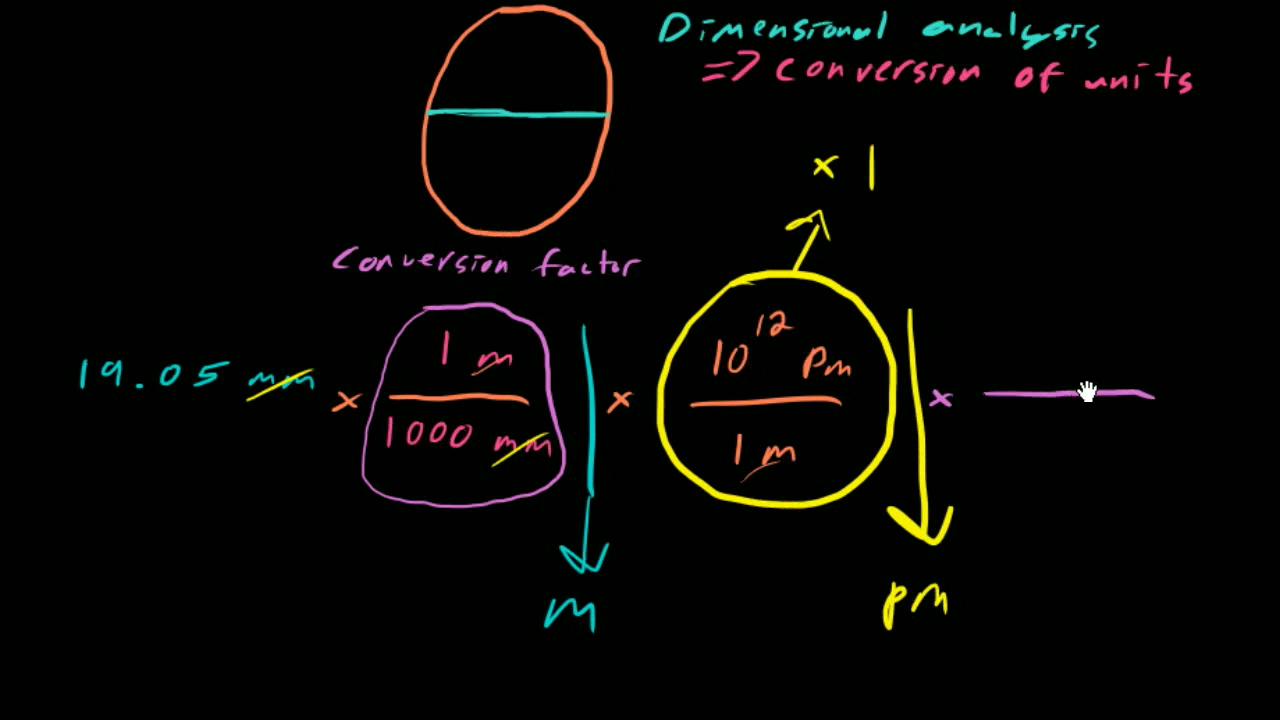 Dimensional analysis
=> conversion of units
x 1
Conversion factor
19.05 mm x 1 m / 1000 mm x 10^12 pm / 1 m x
m
pm